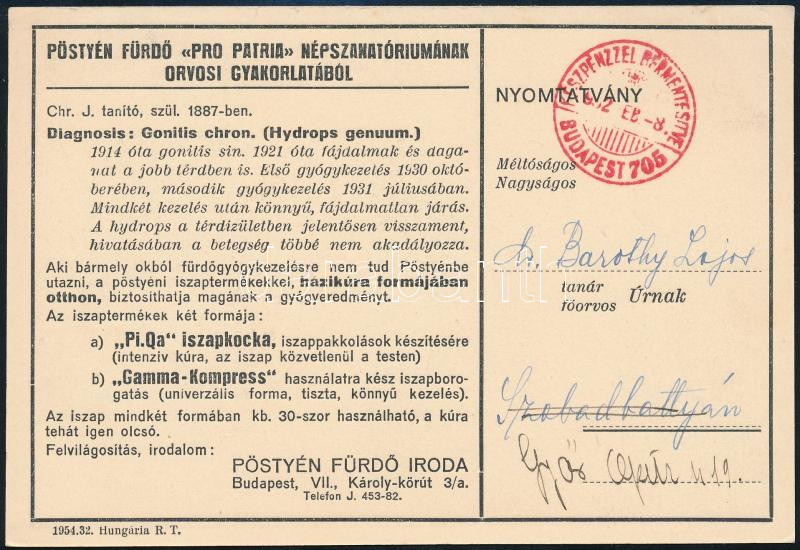 PÖSTYÉN FÜRDŐ «PRO PATRIA» NÉPSZANATÓRIUMÁNAK
ORVOSI GYAKORLATÁBÓL
Chr. J. tanító, szül. 1887-ben.
Diagnosis: Gonitis chron. (Hydrops genuum.)
1914 óta gonitis sin. 1921 óta fájdalmak és daga-
nat a jobb térdben is. Első gyógykezelés 1930 októ-
berében, második gyógykezelés 1931 júliusában.
Mindkét kezelés után könnyű, fájdalmatlan járás.
A hydrops a térdizületben jelentősen visszament,
hivatásában a betegség többé nem akadályozza.
Aki bármely okból fürdőgyógykezelésre nem tud Pöstyénbe
utazni, a pöstyéni iszaptermékekkel, házikúra formájában
otthon, biztosíthatja magának a gyógyeredményt.
Az iszaptermékek két formája:
a) „Pi.Qa" iszapkocka, iszappakkolások készítésére
(intenzív kúra, az iszap közvetlenül a testen)
b) „Gamma-Kompress" használatra kész iszapboro-
gatás (univerzális forma, tiszta, könnyű kezelés).
Az iszap mindkét formában kb. 30-szor használható, a kúra
tehát igen olcsó.
Felvilágosítás, irodalom:
PÖSTYÉN FÜRDŐ IRODA
Budapest, VII., Károly-körút 3/a.
Telefon J. 453-82.
1954.32. Hungária R. T.
NYOMTATVÁNY
KÉSZPÉNZZEL BÉRMENTESÍTVE
932 FEB -8.
BUDAPEST 705
Méltóságos
Nagyságos
Dr. Barothy Lajos
tanár
főorvos Úrnak
Szabadbattyán
Győr
19.